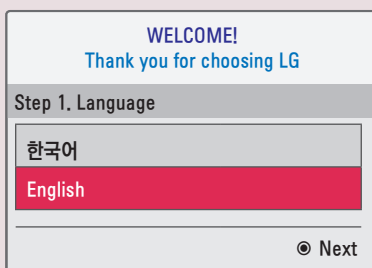 WELCOME!
Thank you for choosing LG
Step 1. Language
한국어
English
◉ Next